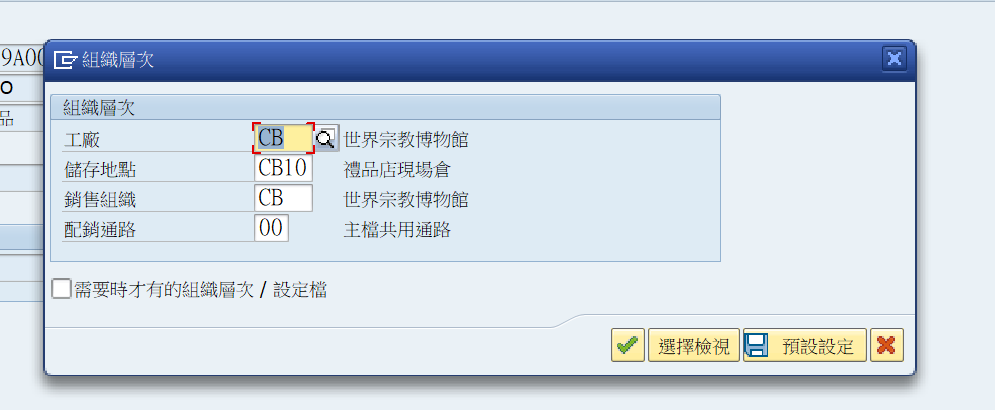 9A00
O
品
組織層次
組織層次
工廠 CB 世界宗教博物館
儲存地點 CB10 禮品店現場倉
銷售組織 CB 世界宗教博物館
配銷通路 00 主檔共用通路
需要時才有的組織層次 / 設定檔
選擇檢視 預設設定